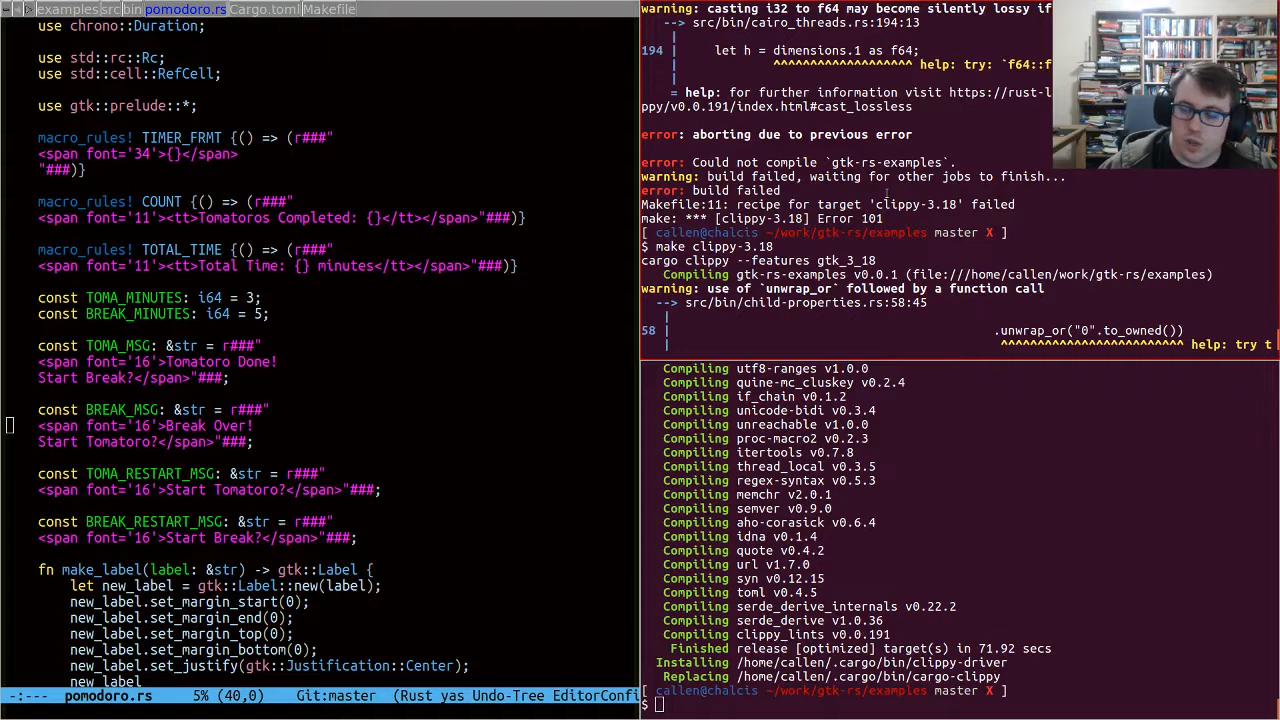 examples src bin pomodoro.rs Cargo.toml Makefile
use chrono::Duration;
use std::rc::Rc;
use std::cell::RefCell;
use gtk::prelude::*;
macro_rules! TIMER_FRMT {() => (r###"
<span font='34'>{}</span>
"###)}
macro_rules! COUNT {() => (r###"
<span font='11'><tt>Tomatoros Completed: {}</tt></span>"###)}
macro_rules! TOTAL_TIME {() => (r###"
<span font='11'><tt>Total Time: {} minutes</tt></span>"###)}
const TOMA_MINUTES: i64 = 3;
const BREAK_MINUTES: i64 = 5;
const TOMA_MSG: &str = r###"
<span font='16'>Tomatoro Done!
Start Break?</span>"###;
const BREAK_MSG: &str = r###"
<span font='16'>Break Over!
Start Tomatoro?</span>"###;
const TOMA_RESTART_MSG: &str = r###"
<span font='16'>Start Tomatoro?</span>"###;
const BREAK_RESTART_MSG: &str = r###"
<span font='16'>Start Break?</span>"###;
fn make_label(label: &str) -> gtk::Label {
let new_label = gtk::Label::new(label);
new_label.set_margin_start(0);
new_label.set_margin_end(0);
new_label.set_margin_top(0);
new_label.set_margin_bottom(0);
new_label.set_justify(gtk::Justification::Center);
new_label
-:--- pomodoro.rs 5% (40,0) Git:master (Rust yas Undo-Tree EditorConfi
warning: casting i32 to f64 may become silently lossy if
--> src/bin/cairo_threads.rs:194:13
|
194 | let h = dimensions.1 as f64;
| ^^^^^^^^^^^^^^^^^^^ help: try: `f64::f
|
= help: for further information visit https://rust-l
ppy/v0.0.191/index.html#cast_lossless
error: aborting due to previous error
error: Could not compile `gtk-rs-examples`.
warning: build failed, waiting for other jobs to finish...
error: build failed
Makefile:11: recipe for target 'clippy-3.18' failed
make: *** [clippy-3.18] Error 101
[ callen@chalcis ~/work/gtk-rs/examples master X ]
$ make clippy-3.18
cargo clippy --features gtk_3_18
Compiling gtk-rs-examples v0.0.1 (file:///home/callen/work/gtk-rs/examples)
warning: use of `unwrap_or` followed by a function call
--> src/bin/child-properties.rs:58:45
|
58 | .unwrap_or("0".to_owned())
| ^^^^^^^^^^^^^^^^^^^^^^^^^ help: try t
Compiling utf8-ranges v1.0.0
Compiling quine-mc_cluskey v0.2.4
Compiling if_chain v0.1.2
Compiling unicode-bidi v0.3.4
Compiling unreachable v1.0.0
Compiling proc-macro2 v0.2.3
Compiling itertools v0.7.8
Compiling thread_local v0.3.5
Compiling regex-syntax v0.5.3
Compiling memchr v2.0.1
Compiling semver v0.9.0
Compiling aho-corasick v0.6.4
Compiling idna v0.1.4
Compiling quote v0.4.2
Compiling url v1.7.0
Compiling syn v0.12.15
Compiling toml v0.4.5
Compiling serde_derive_internals v0.22.2
Compiling serde_derive v1.0.36
Compiling clippy_lints v0.0.191
Finished release [optimized] target(s) in 71.92 secs
Installing /home/callen/.cargo/bin/clippy-driver
Replacing /home/callen/.cargo/bin/cargo-clippy
[ callen@chalcis ~/work/gtk-rs/examples master X ]
$